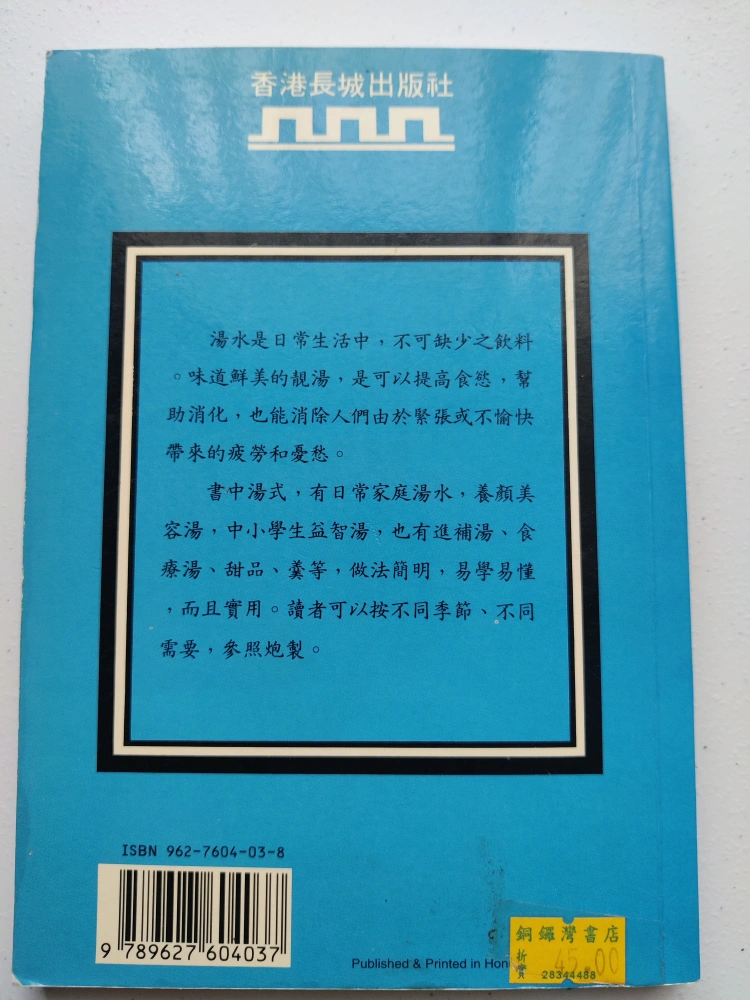 香港長城出版社
湯水是日常生活中，不可缺少之飲料
。味道鮮美的靚湯，是可以提高食慾，幫
助消化，也能消除人們由於緊張或不愉快
帶來的疲勞和憂愁。
書中湯式，有日常家庭湯水，養顏美
容湯，中小學生益智湯，也有進補湯、食
療湯、甜品、羹等，做法簡明，易學易懂
，而且實用。讀者可以按不同季節、不同
需要，參照炮製。
ISBN 962-7604-03-8
9 789627 604037
Published & Printed in Hon
銅鑼灣書店
折實 45.00
28344488